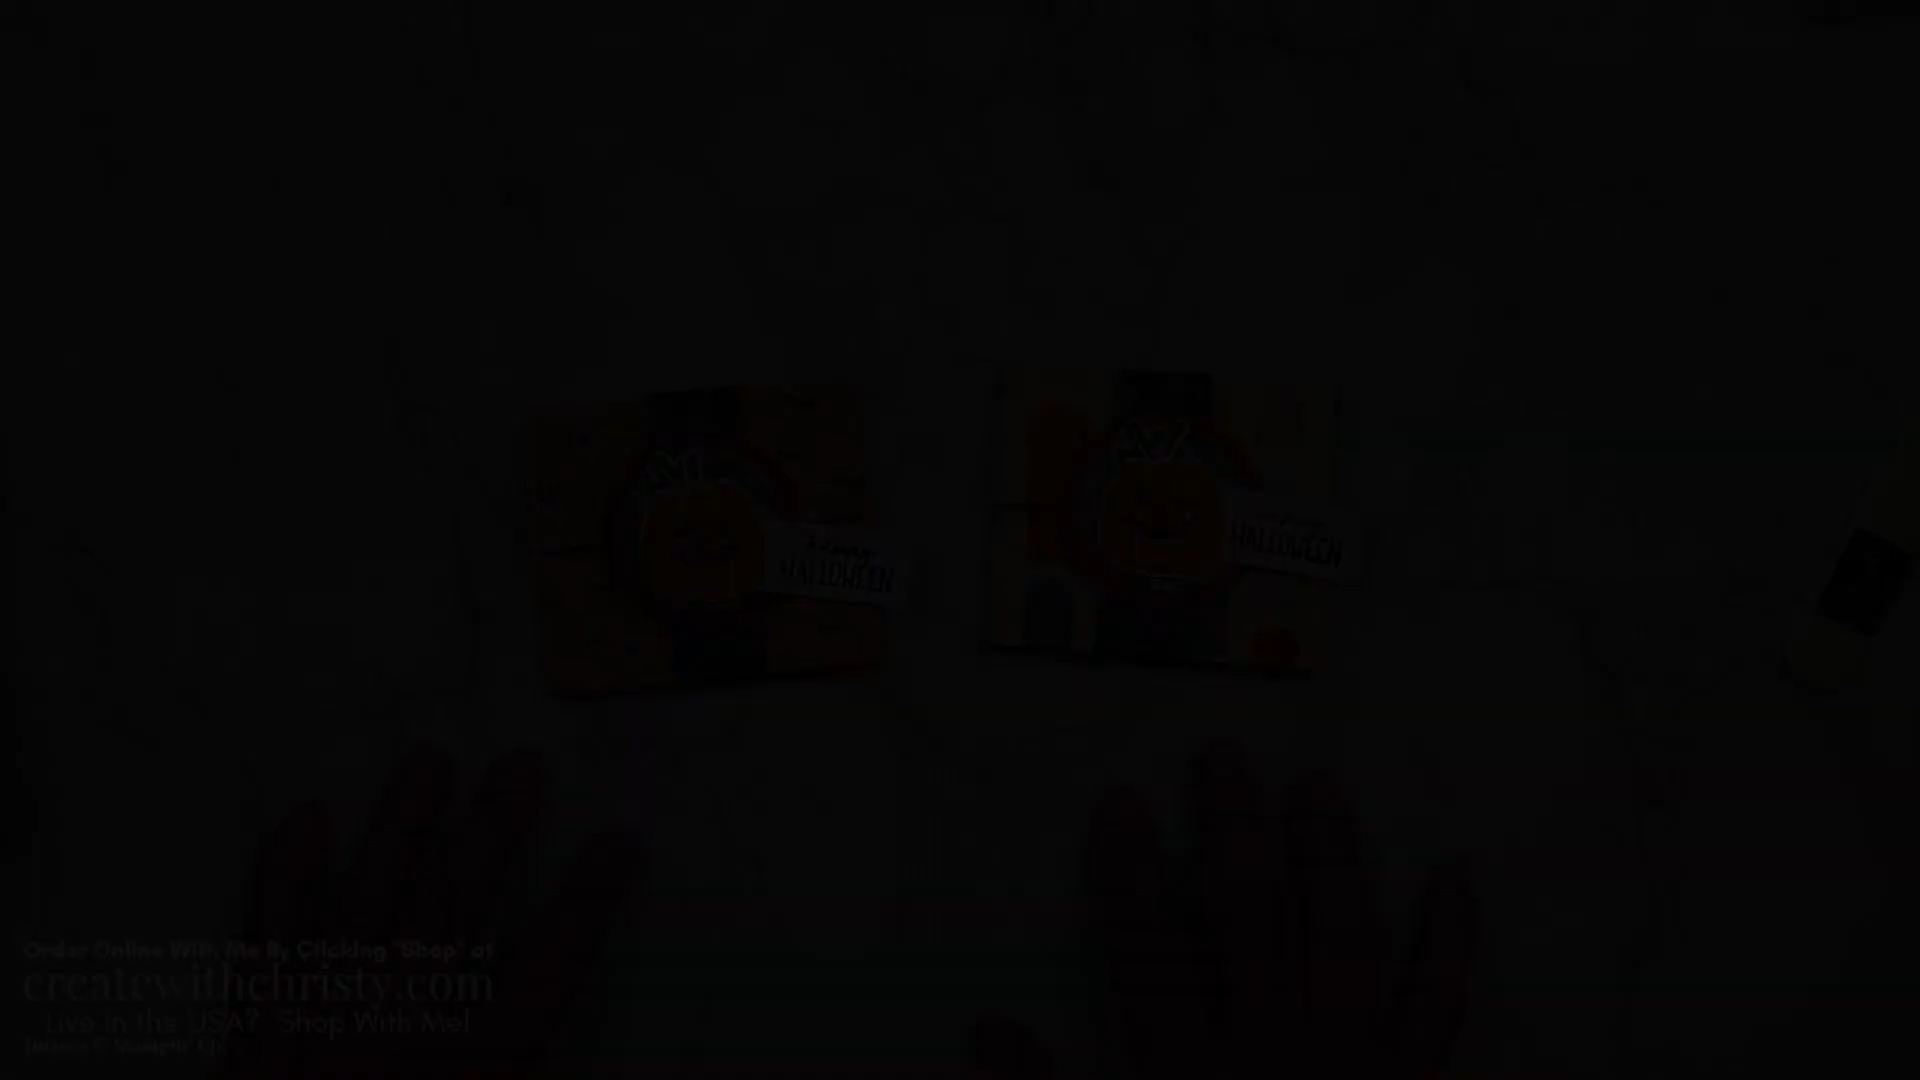 Happy
HALLOWEEN
HALLOWEEN
Order Online With Me By Clicking "Shop" at
createwithchristy.com
Live in the USA? Shop With Me!